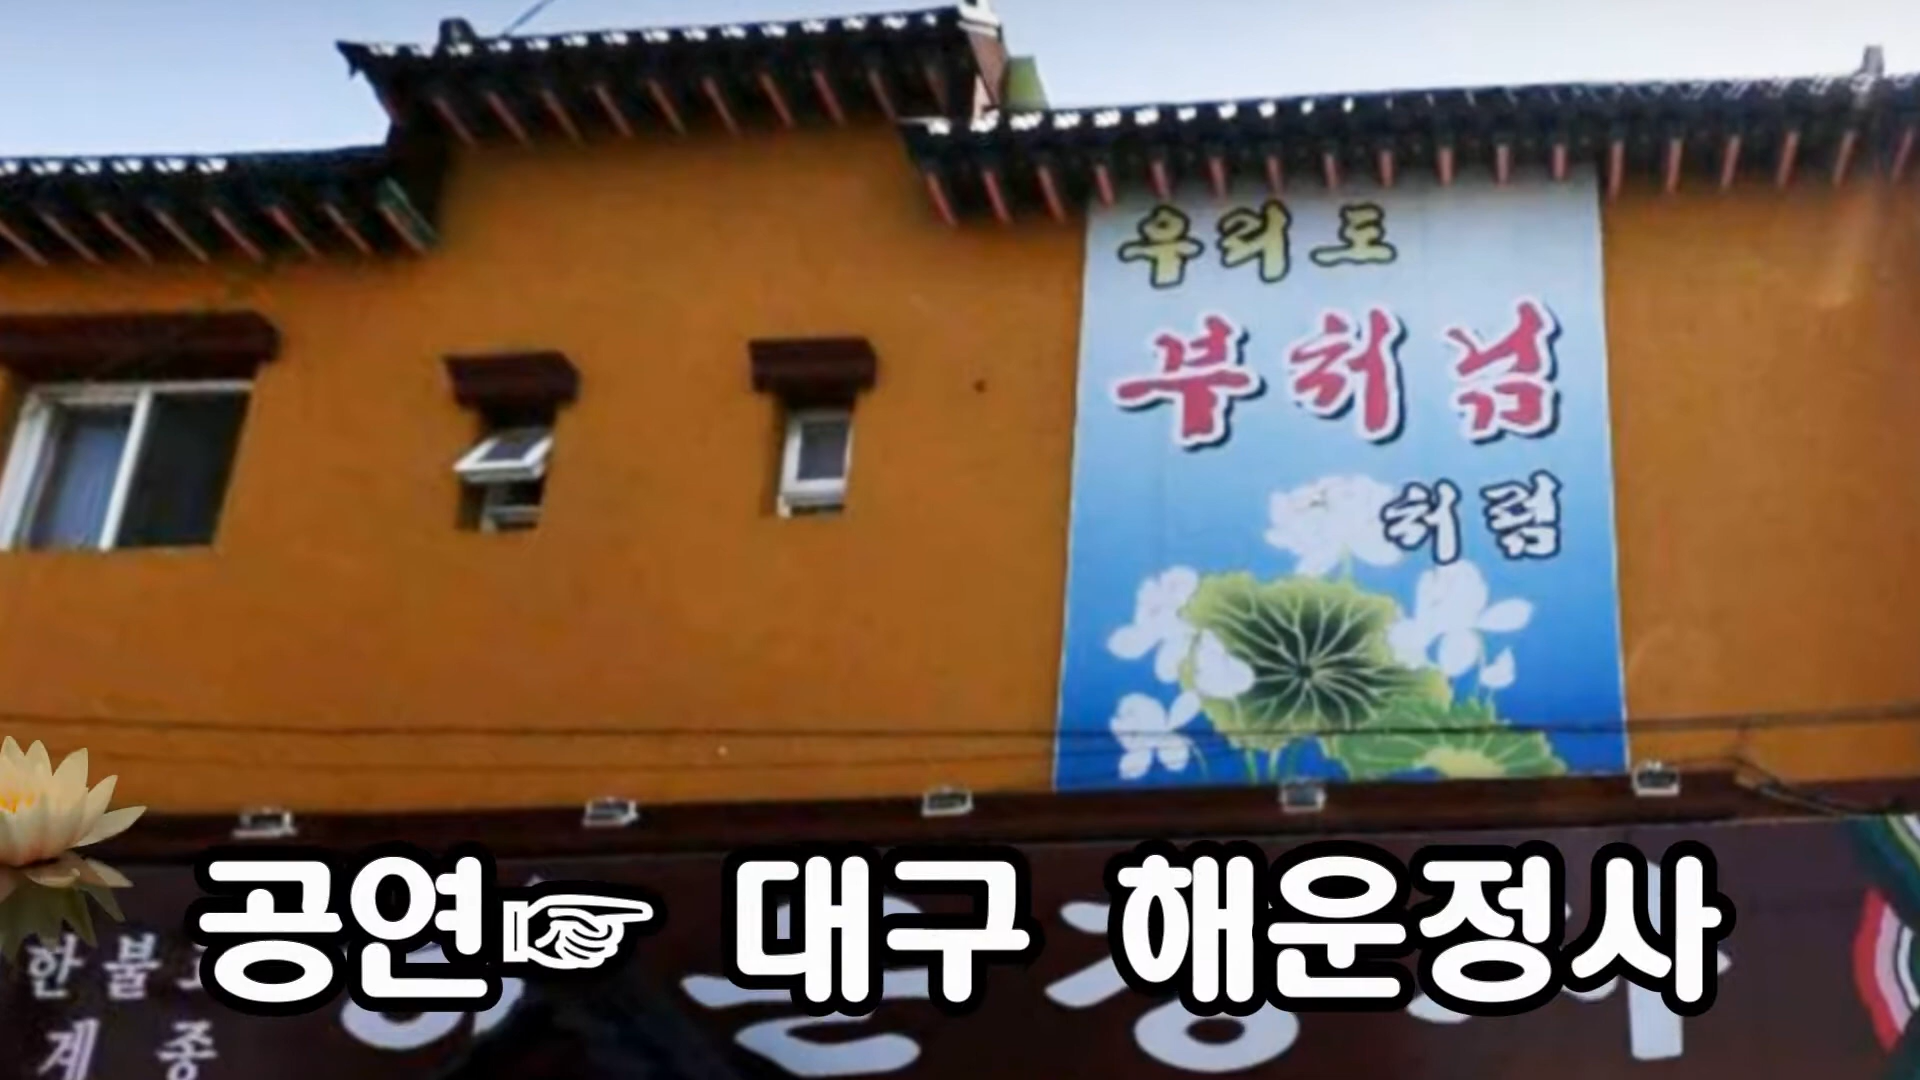 우리도
부처님
처럼
공연☞ 대구 해운정사
한불교
계종